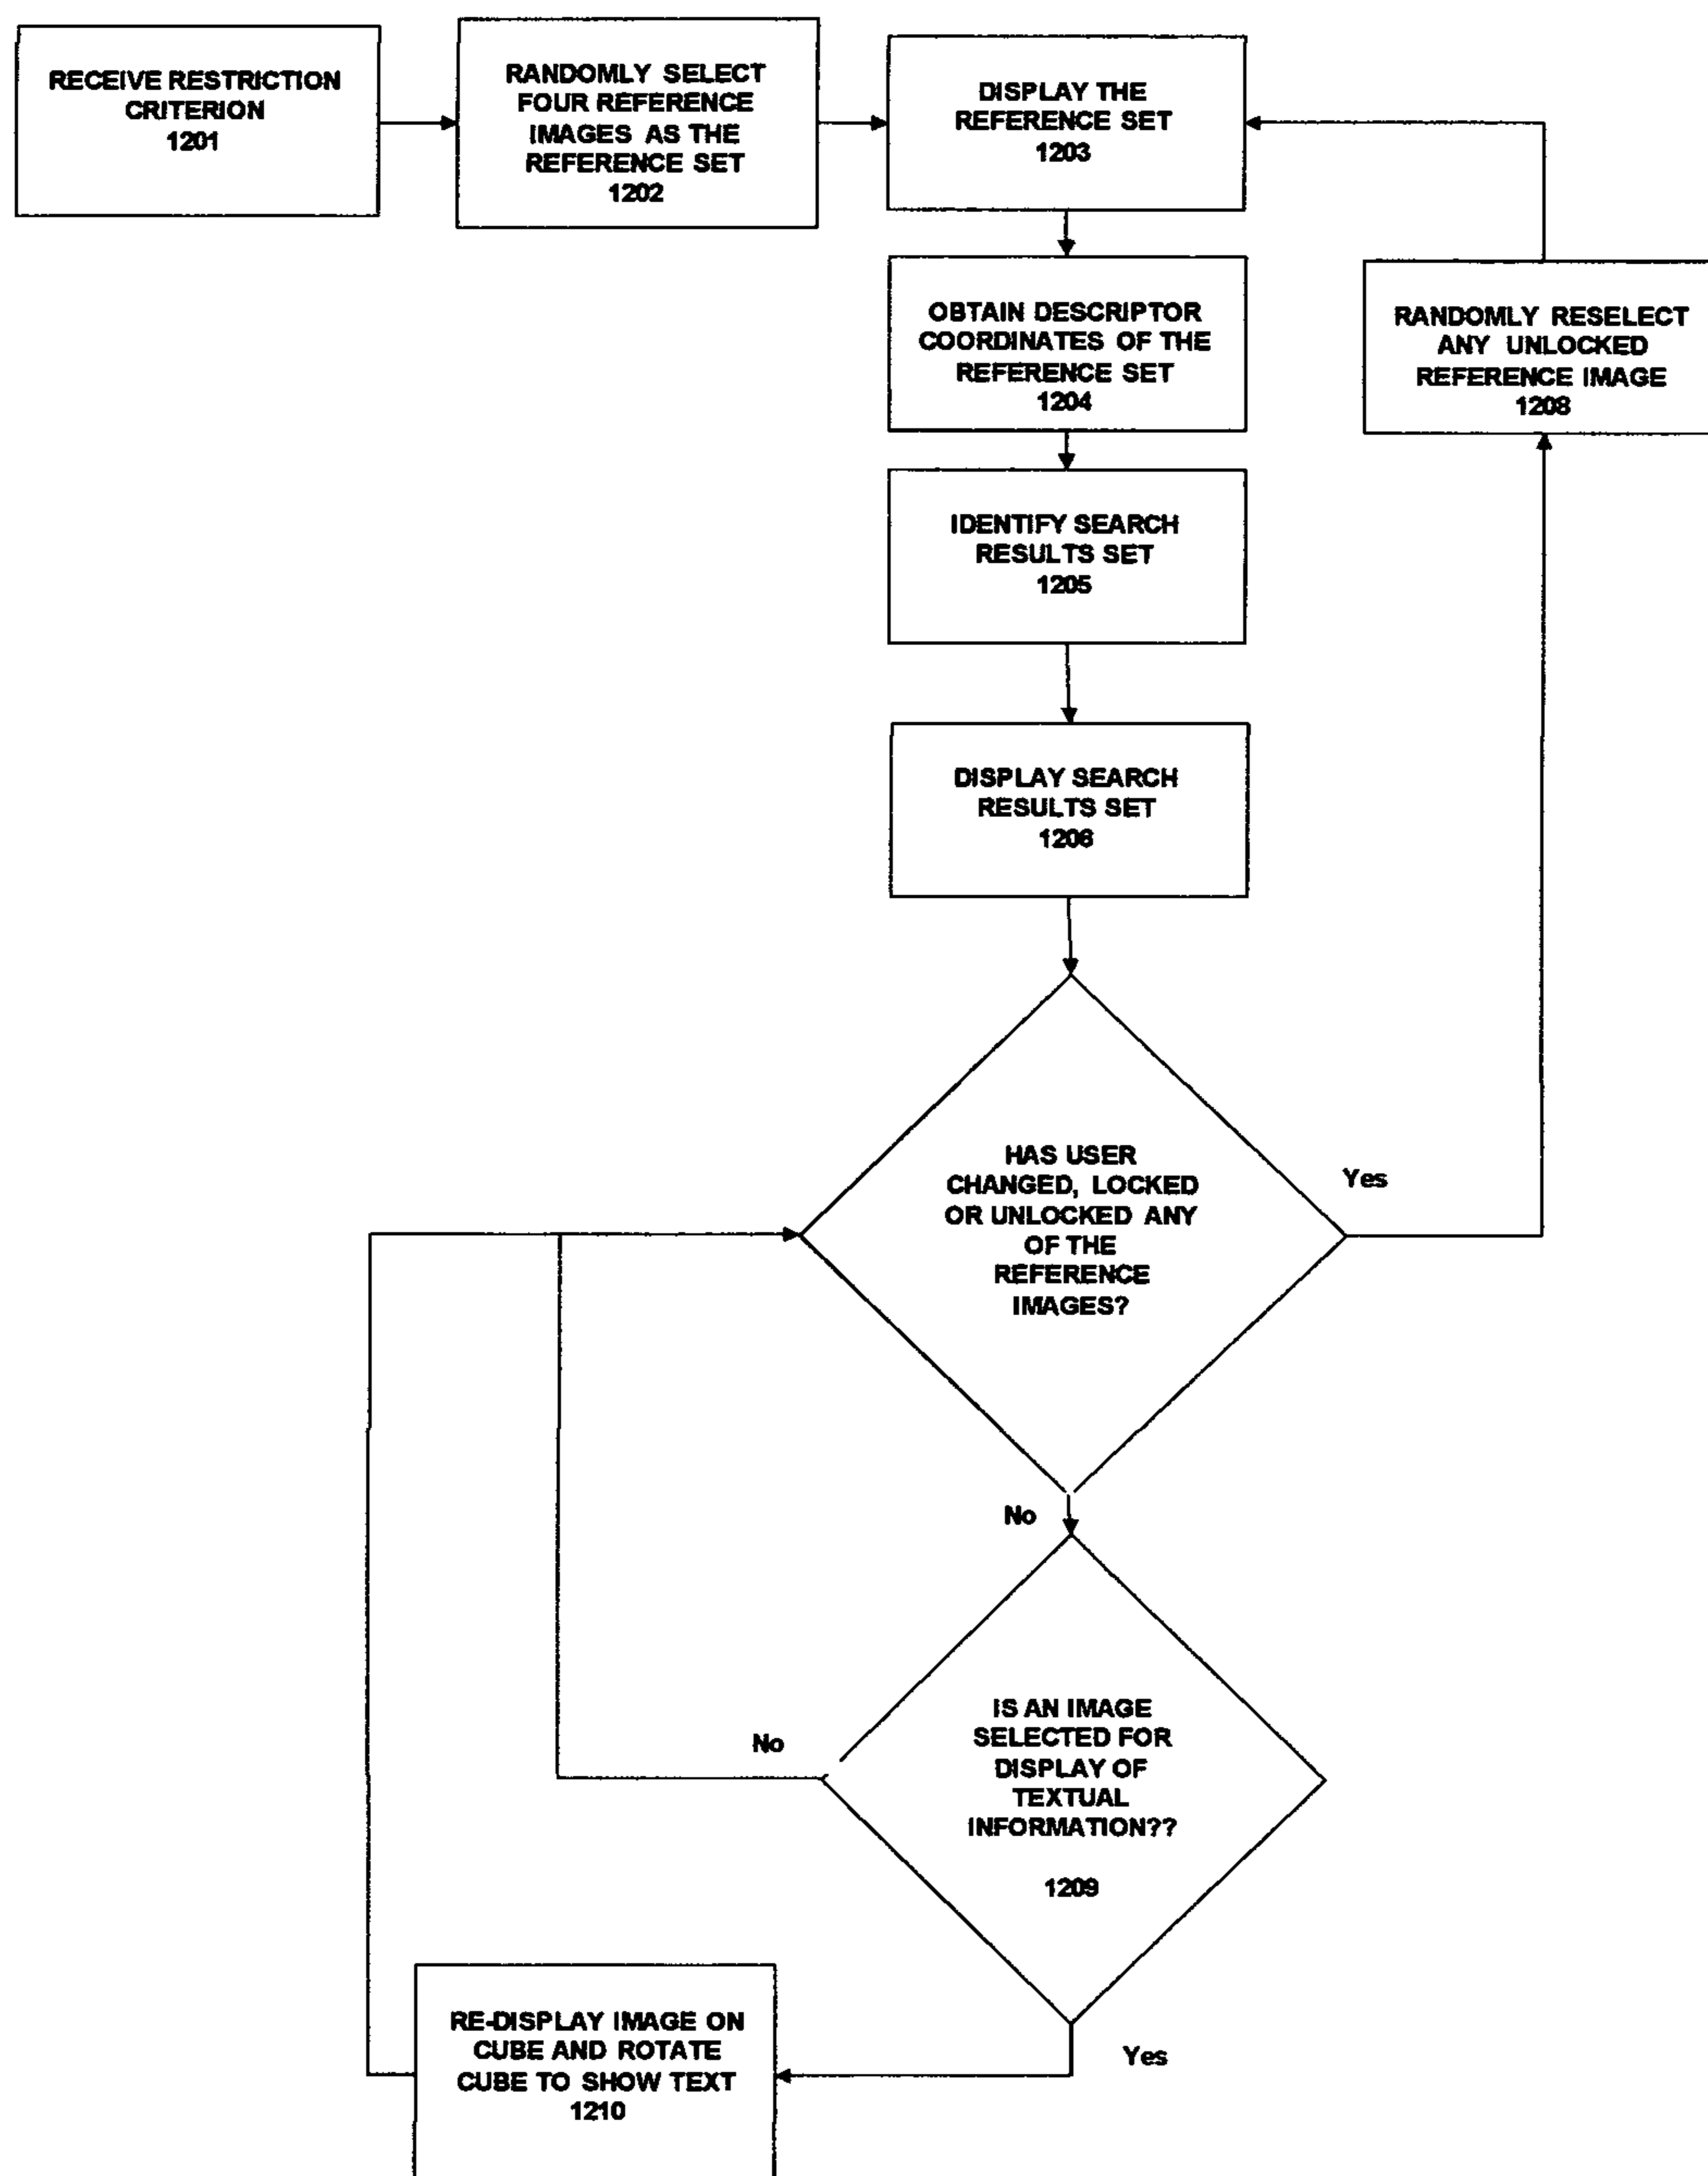 RECEIVE RESTRICTION
CRITERION
1201
RANDOMLY SELECT
FOUR REFERENCE
IMAGES AS THE
REFERENCE SET
1202
DISPLAY THE
REFERENCE SET
1203
OBTAIN DESCRIPTOR
COORDINATES OF THE
REFERENCE SET
1204
RANDOMLY RESELECT
ANY UNLOCKED
REFERENCE IMAGE
1208
IDENTIFY SEARCH
RESULTS SET
1205
DISPLAY SEARCH
RESULTS SET
1206
HAS USER
CHANGED, LOCKED
OR UNLOCKED ANY
OF THE
REFERENCE
IMAGES?
Yes
No
IS AN IMAGE
SELECTED FOR
DISPLAY OF
TEXTUAL
INFORMATION??
1209
No
Yes
RE-DISPLAY IMAGE ON
CUBE AND ROTATE
CUBE TO SHOW TEXT
1210